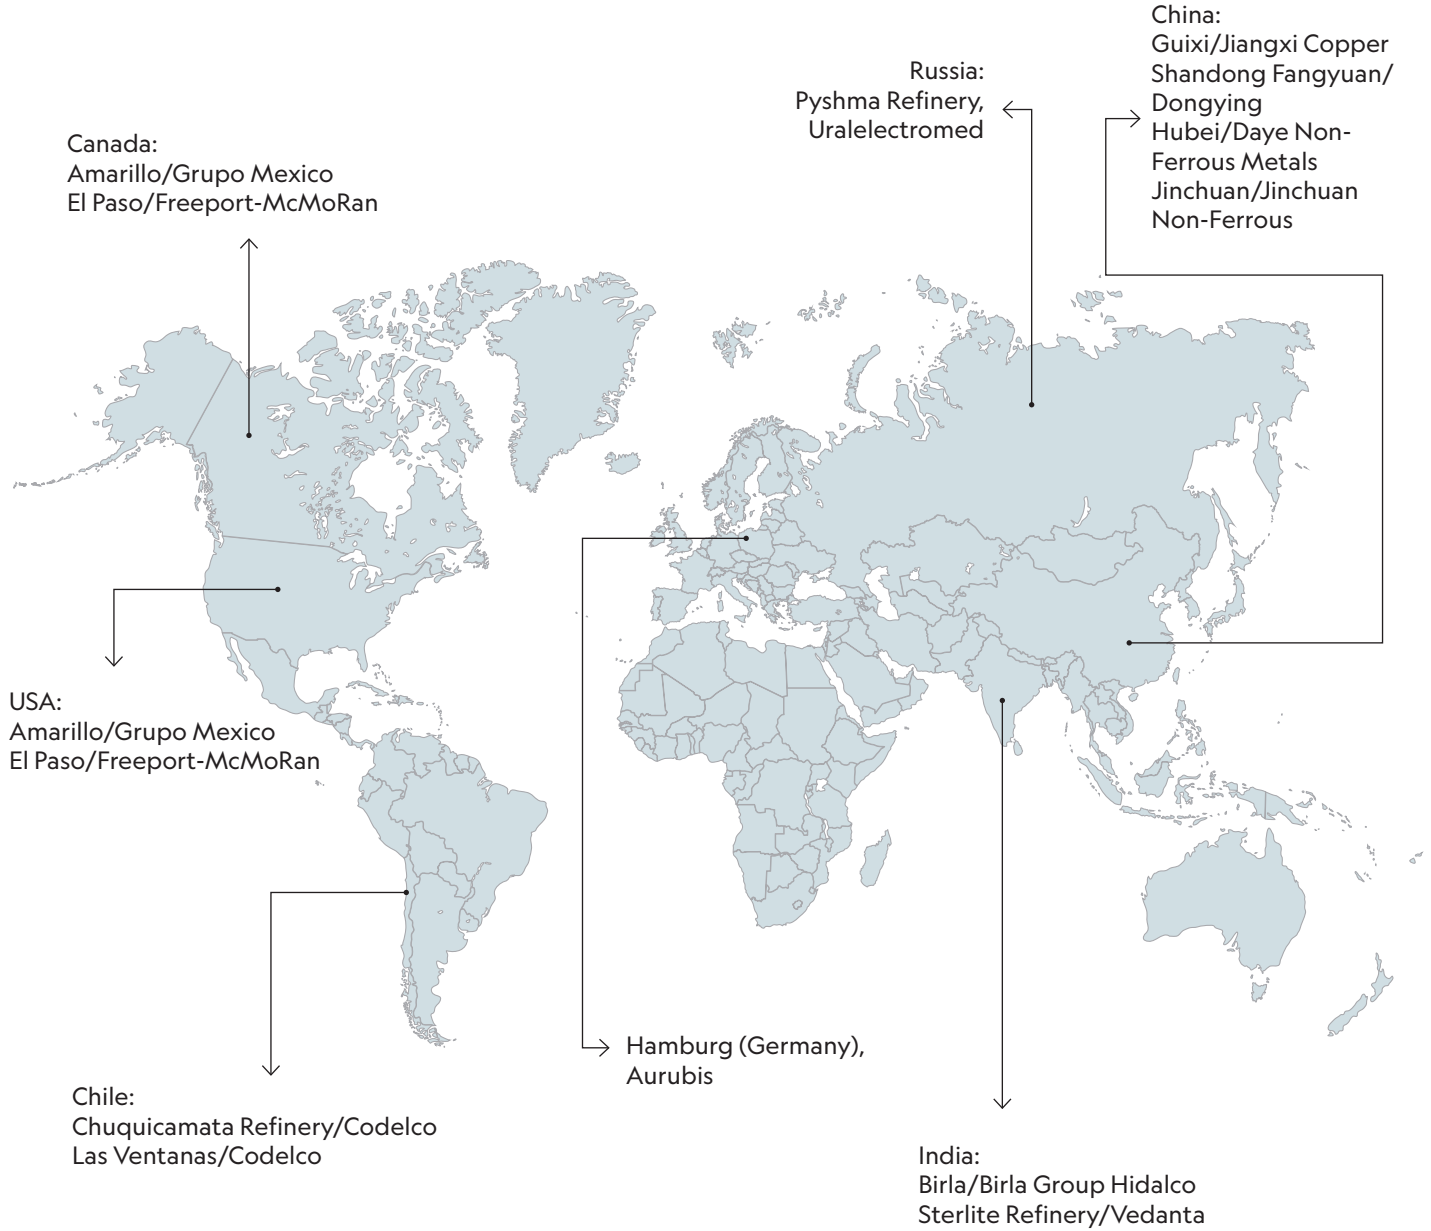 China:
Guixi/Jiangxi Copper
Shandong Fangyuan/
Dongying
Hubei/Daye Non-
Ferrous Metals
Jinchuan/Jinchuan
Non-Ferrous
Russia:
Pyshma Refinery,
Uralelectromed
Canada:
Amarillo/Grupo Mexico
El Paso/Freeport-McMoRan
USA:
Amarillo/Grupo Mexico
El Paso/Freeport-McMoRan
Hamburg (Germany),
Aurubis
Chile:
Chuquicamata Refinery/Codelco
Las Ventanas/Codelco
India:
Birla/Birla Group Hidalco
Sterlite Refinery/Vedanta